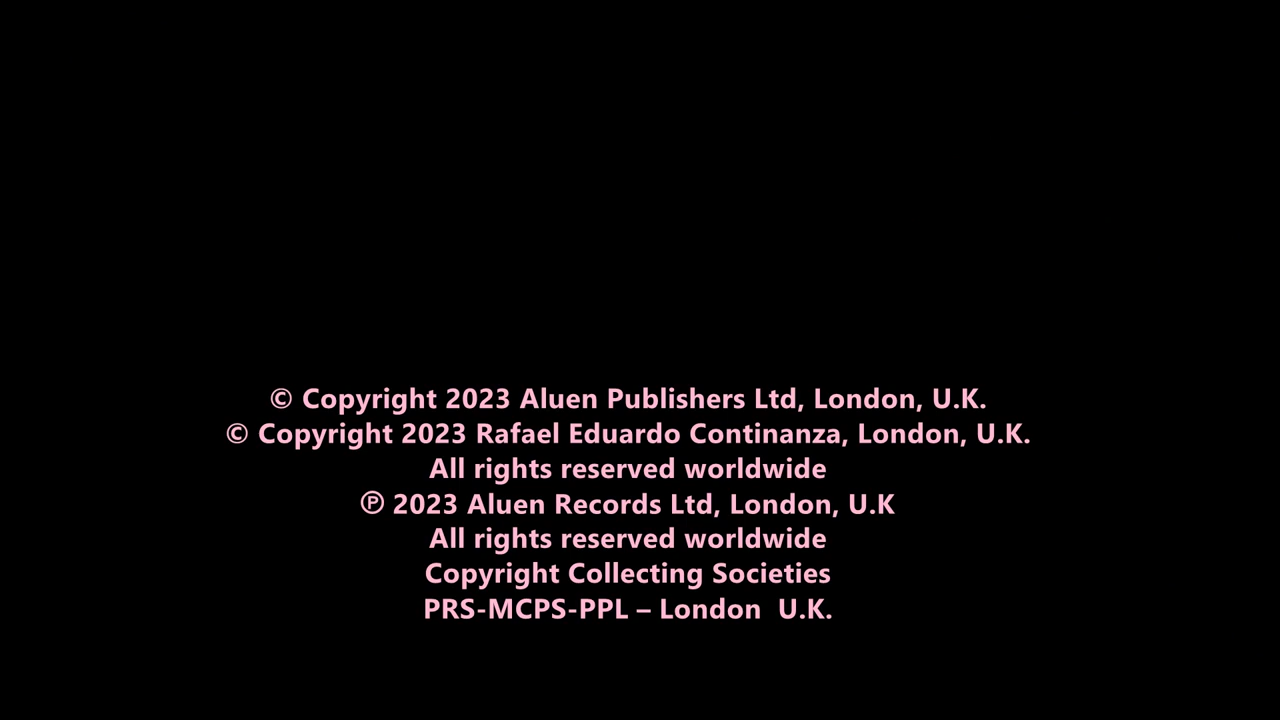 © Copyright 2023 Aluen Publishers Ltd, London, U.K.
© Copyright 2023 Rafael Eduardo Continanza, London, U.K.
All rights reserved worldwide
℗ 2023 Aluen Records Ltd, London, U.K
All rights reserved worldwide
Copyright Collecting Societies
PRS-MCPS-PPL – London  U.K.